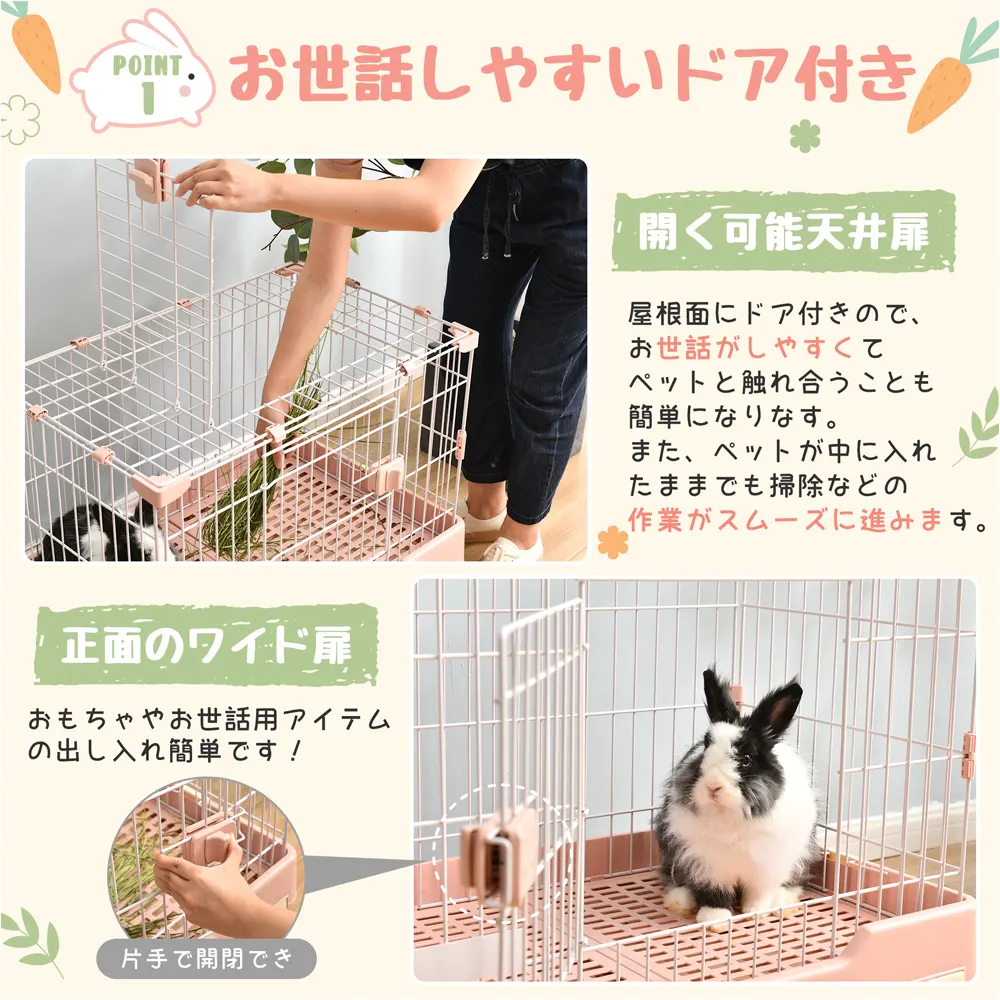 POINT
1
お世話しやすいドア付き
開く可能天井扉
屋根面にドア付きので、
お世話がしやすくて
ペットと触れ合うことも
簡単になりなす。
また、ペットが中に入れ
たままでも掃除などの
作業がスムーズに進みます。
正面のワイド扉
おもちゃやお世話用アイテム
の出し入れ簡単です！
片手で開閉でき